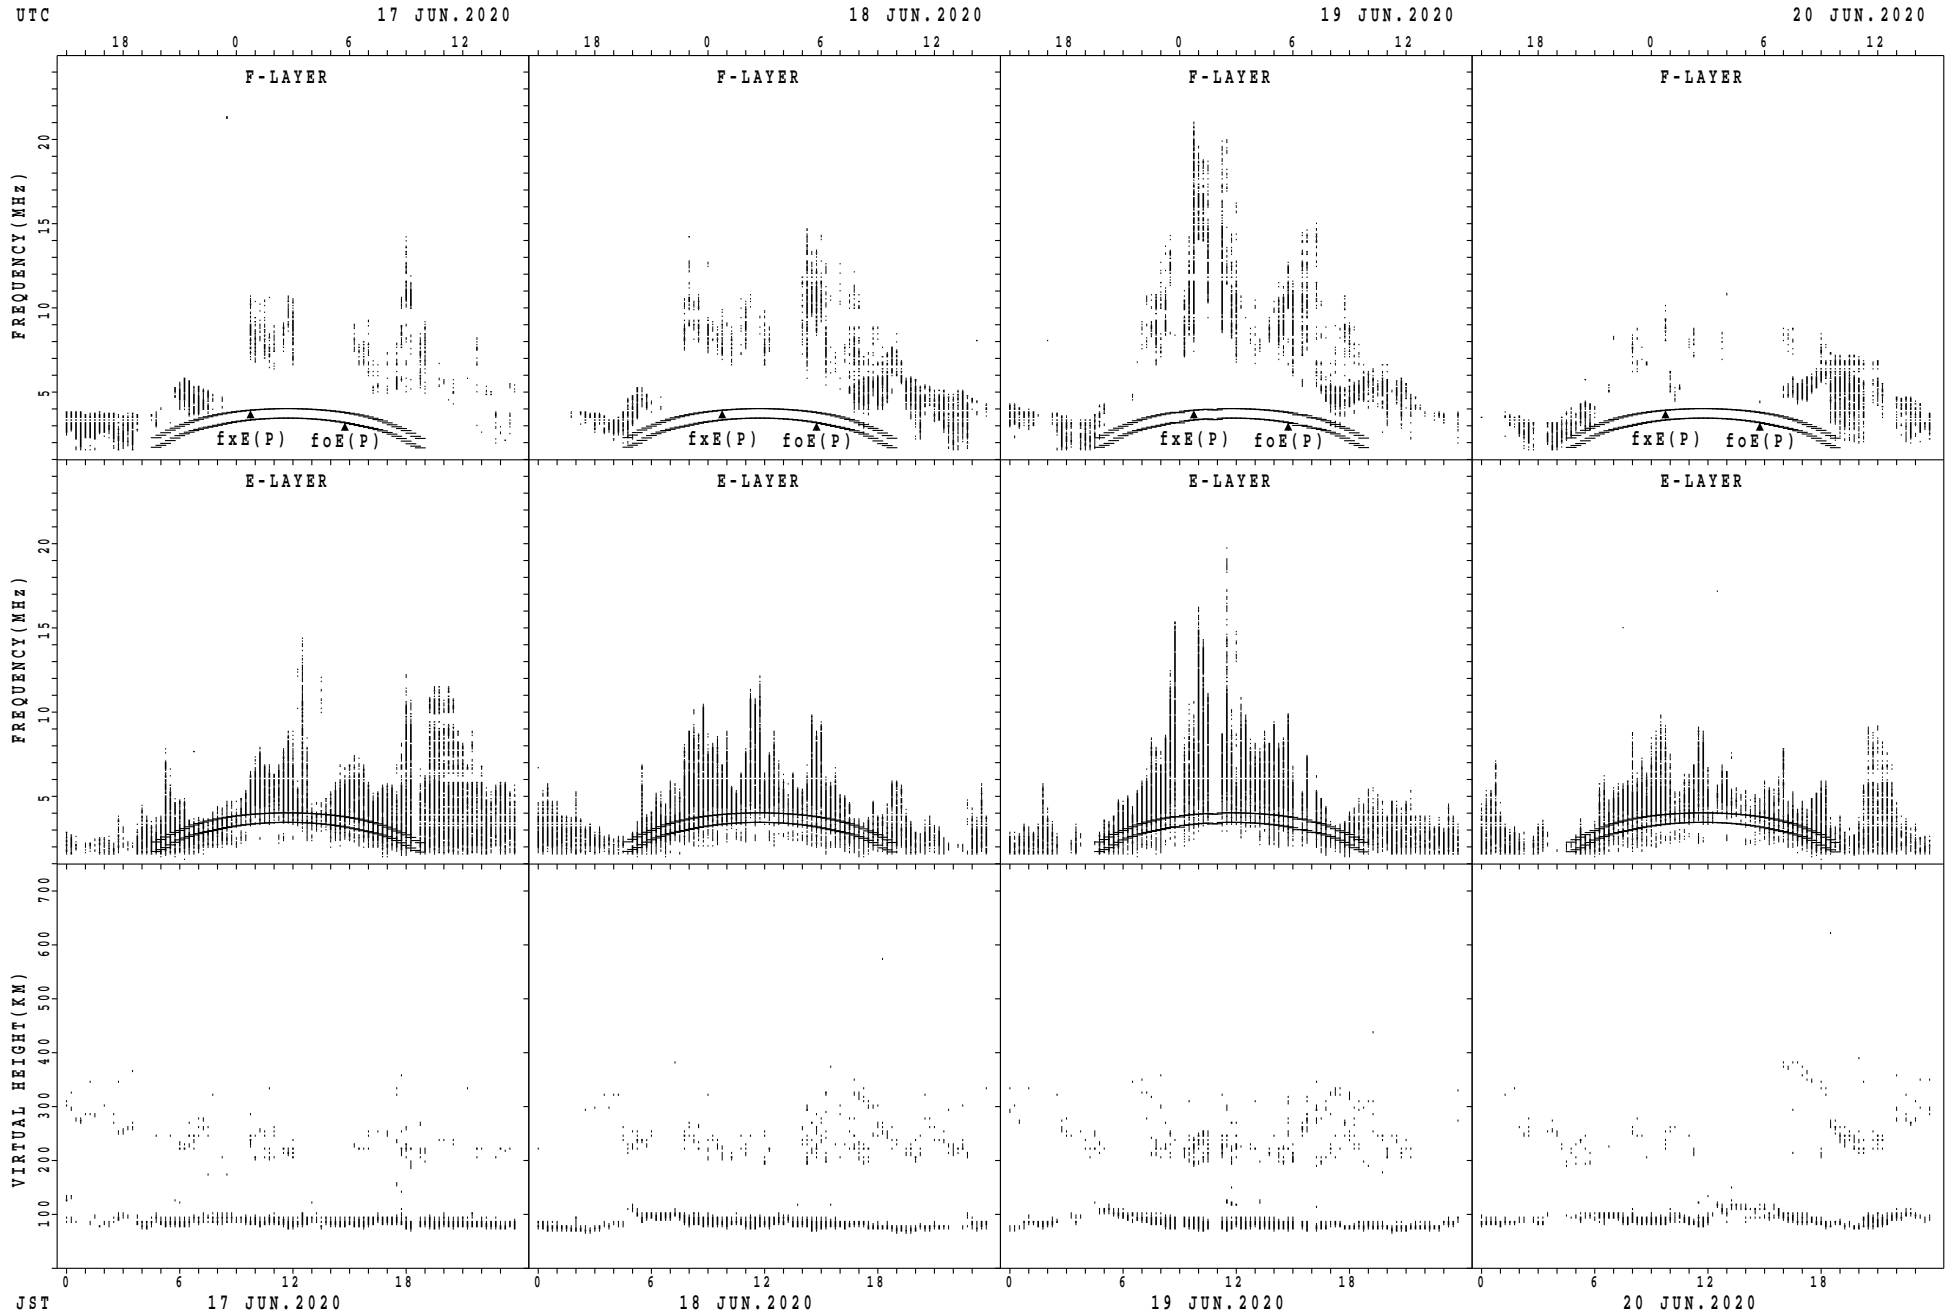 UTC 17 JUN.2020 18 JUN.2020 19 JUN.2020 20 JUN.2020
18 0 6 12 18 0 6 12 18 0 6 12 18 0 6 12
F-LAYER F-LAYER F-LAYER F-LAYER
FREQUENCY(MHz)
20
15
10
5
fxE(P) foE(P) fxE(P) foE(P) fxE(P) foE(P) fxE(P) foE(P)
E-LAYER E-LAYER E-LAYER E-LAYER
FREQUENCY(MHz)
20
15
10
5
VIRTUAL HEIGHT(KM)
700
600
500
400
300
200
100
0 6 12 18 0 6 12 18 0 6 12 18 0 6 12 18
JST 17 JUN.2020 18 JUN.2020 19 JUN.2020 20 JUN.2020